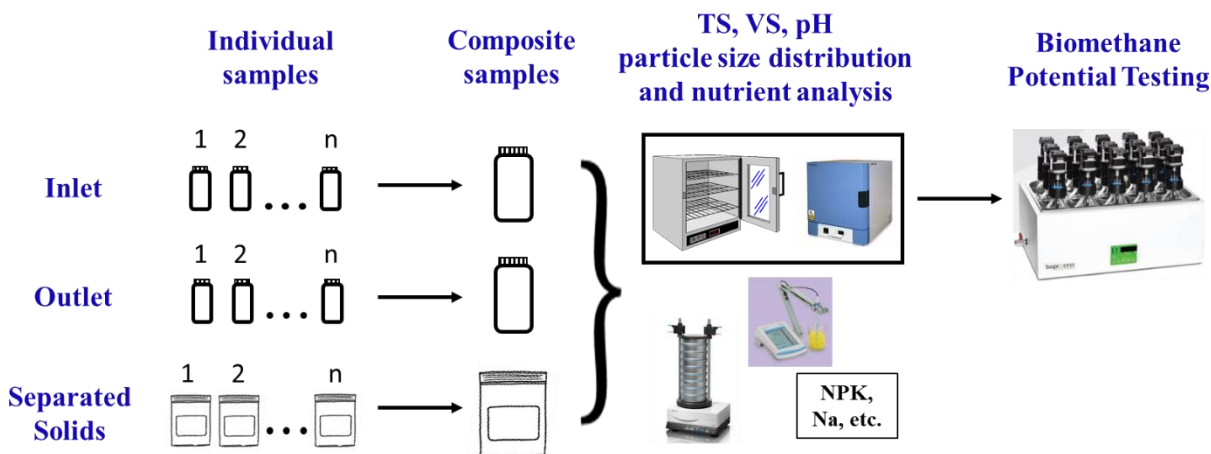 Individual
samples
Composite
samples
TS, VS, pH
particle size distribution
and nutrient analysis
Biomethane
Potential Testing
Inlet
1 2 ... n
Outlet
1 2 ... n
Separated
Solids
1 2 ... n
NPK,
Na, etc.